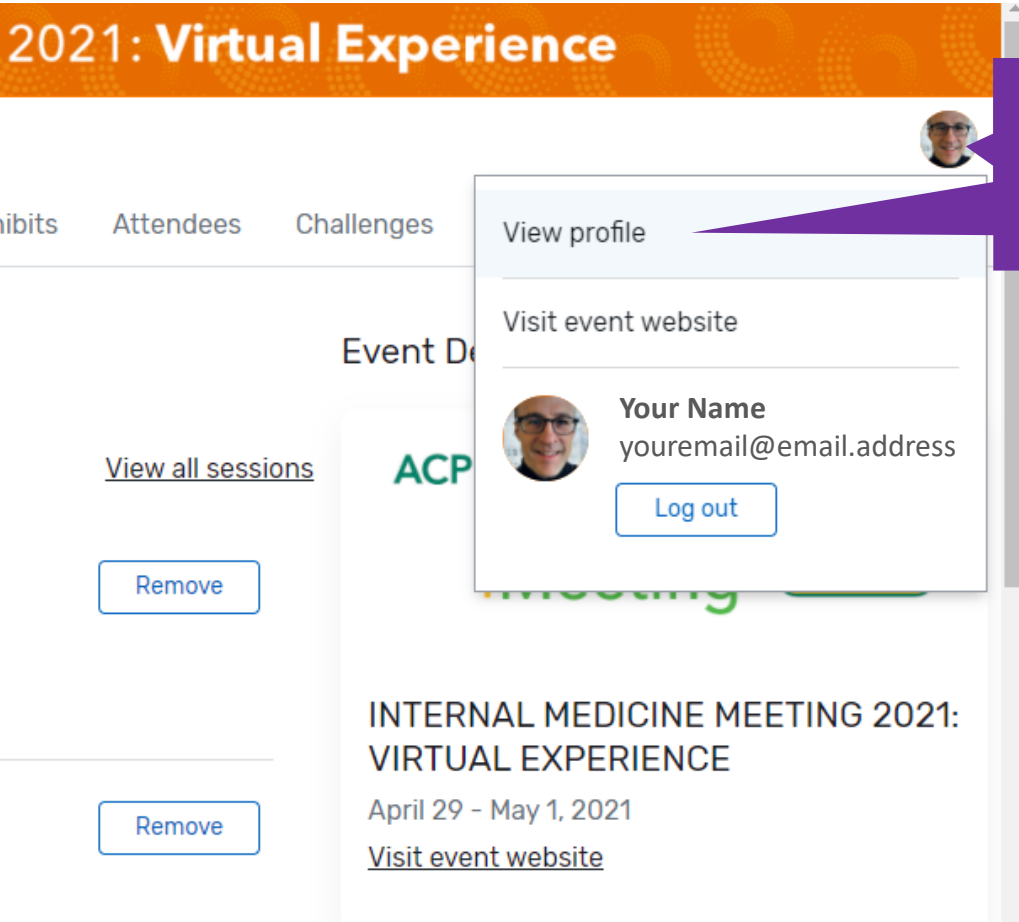 2021: Virtual Experience
Attendees
Challenges
View profile
Visit event website
Event
Your Name
youremail@email.address
View all sessions
ACP
Log out
Remove
INTERNAL MEDICINE MEETING 2021:
VIRTUAL EXPERIENCE
April 29 - May 1, 2021
Remove
Visit event website